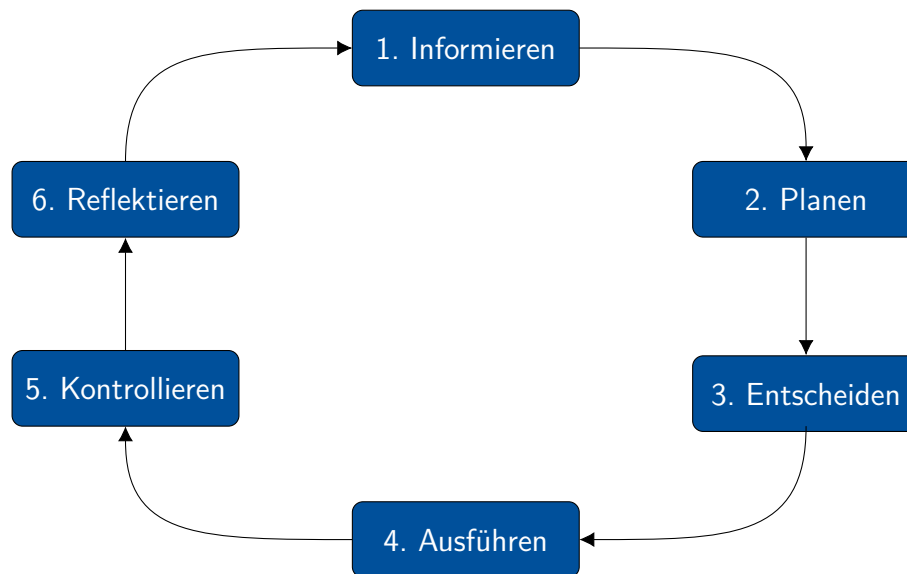 1. Informieren
2. Planen
3. Entscheiden
4. Ausführen
5. Kontrollieren
6. Reflektieren